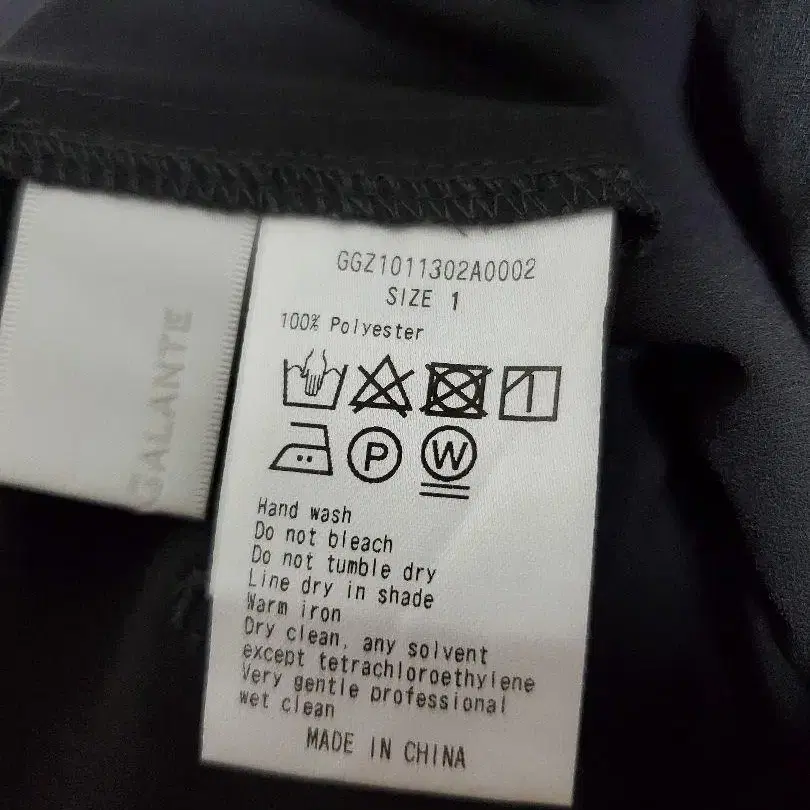 GALANTE
GGZ1011302A0002
SIZE 1
100% Polyester
P
W
Hand wash
Do not bleach
Do not tumble dry
Line dry in shade
Warm iron
Dry clean, any solvent
except tetrachloroethylene
Very gentle professional
wet clean
MADE IN CHINA